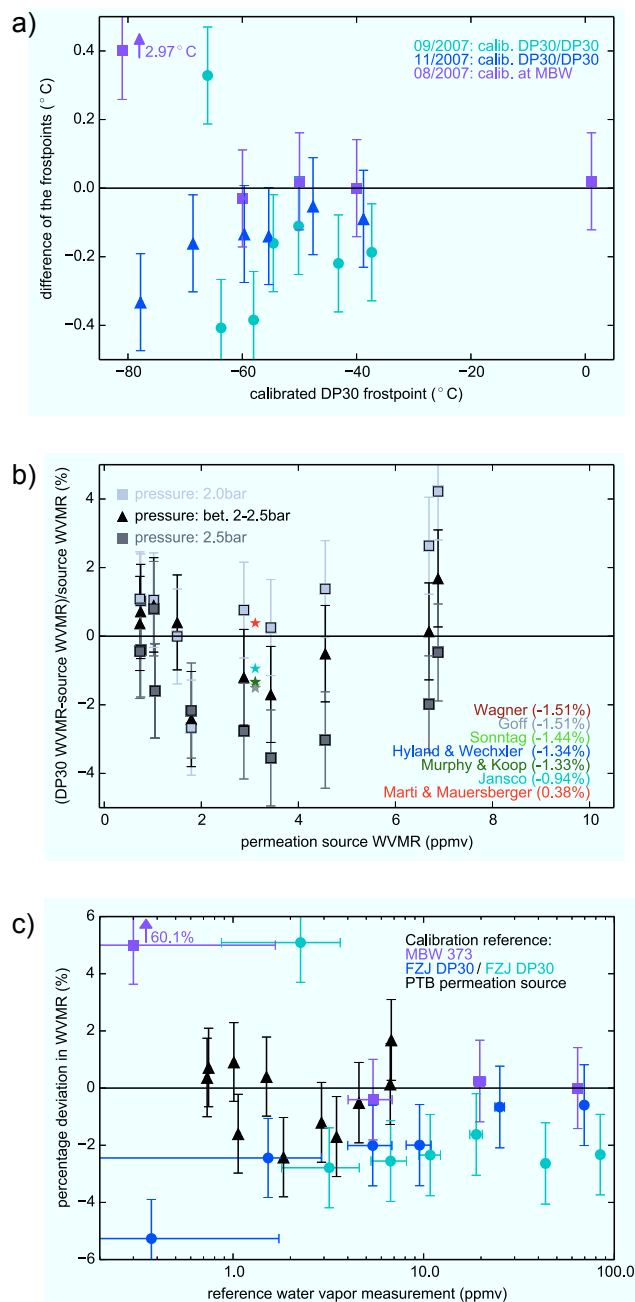 a)
2.97°C
09/2007: calib. DP30/DP30
11/2007: calib. DP30/DP30
08/2007: calib. at MBW
0.4
0.2
0.0
−0.2
−0.4
difference of the frostpoints (°C)
−80 −60 −40 −20 0
calibrated DP30 frostpoint (°C)
b)
pressure: 2.0bar
pressure: bet. 2-2.5bar
pressure: 2.5bar
4
2
0
−2
−4
(DP30 WVMR-source WVMR)/source WVMR) (%)
Wagner (-1.51%)
Goff (-1.51%)
Sonntag (-1.44%)
Hyland & Wechxler (-1.34%)
Murphy & Koop (-1.33%)
Jansco (-0.94%)
Marti & Mauersberger (0.38%)
0 2 4 6 8 10
permeation source WVMR (ppmv)
c)
60.1%
Calibration reference:
MBW 373
FZJ DP30 / FZJ DP30
PTB permeation source
6
4
2
0
−2
−4
−6
percentage deviation in WVMR (%)
1.0 10.0 100.0
reference water vapor measurement (ppmv)